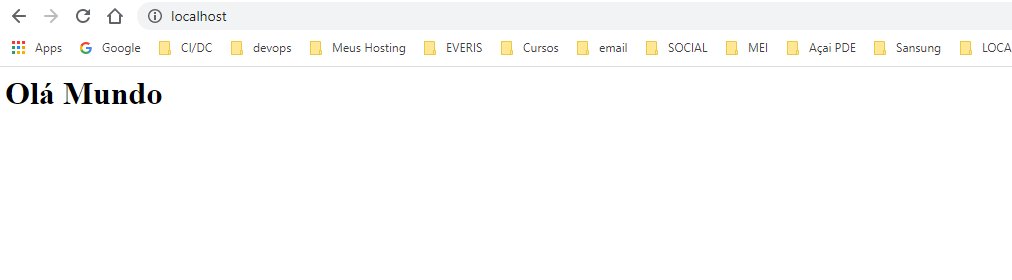 localhost
Apps Google CI/DC devops Meus Hosting EVERIS Cursos email SOCIAL MEI Açai PDE Sansung LOCA
Olá Mundo